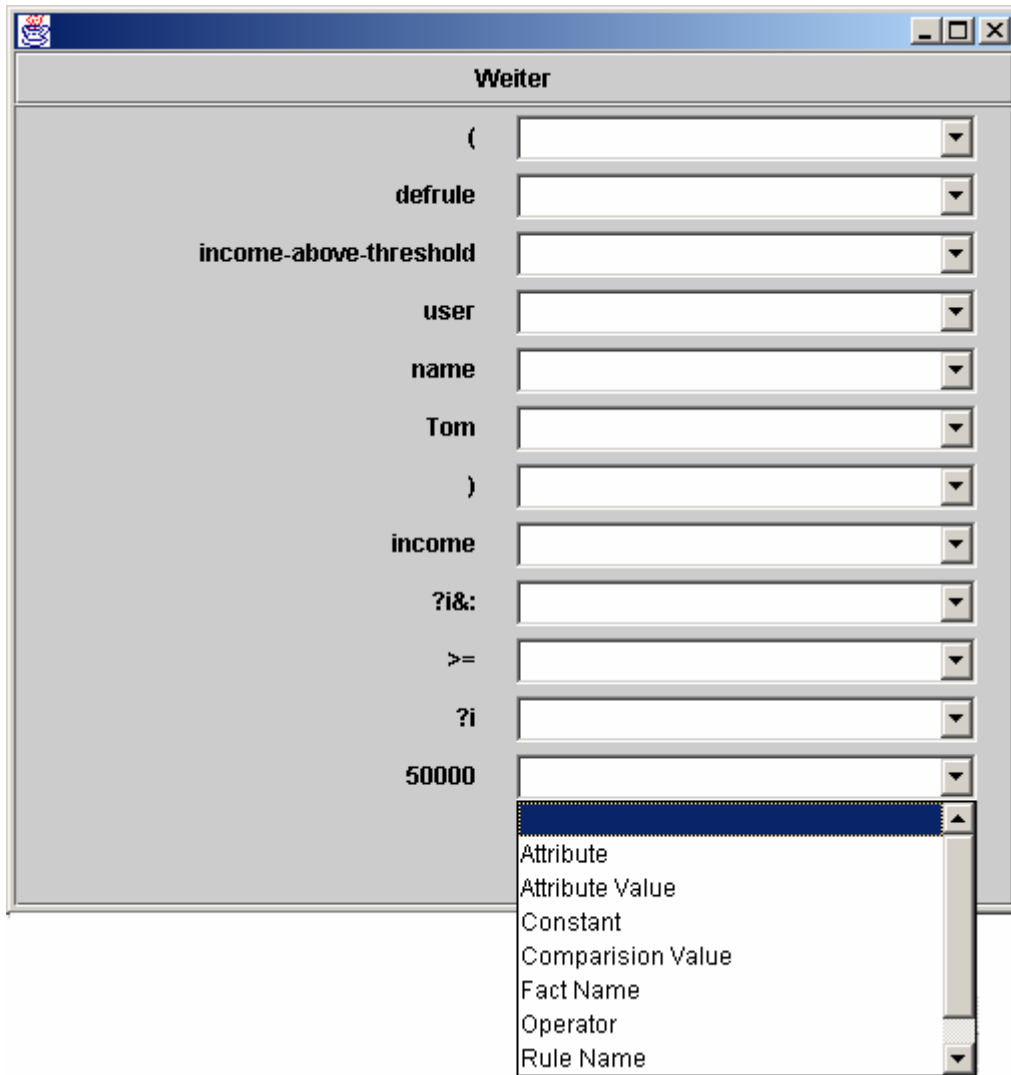 Weiter
(
defrule
income-above-threshold
user
name
Tom
)
income
?i&:
>=
?i
50000
Attribute
Attribute Value
Constant
Comparision Value
Fact Name
Operator
Rule Name